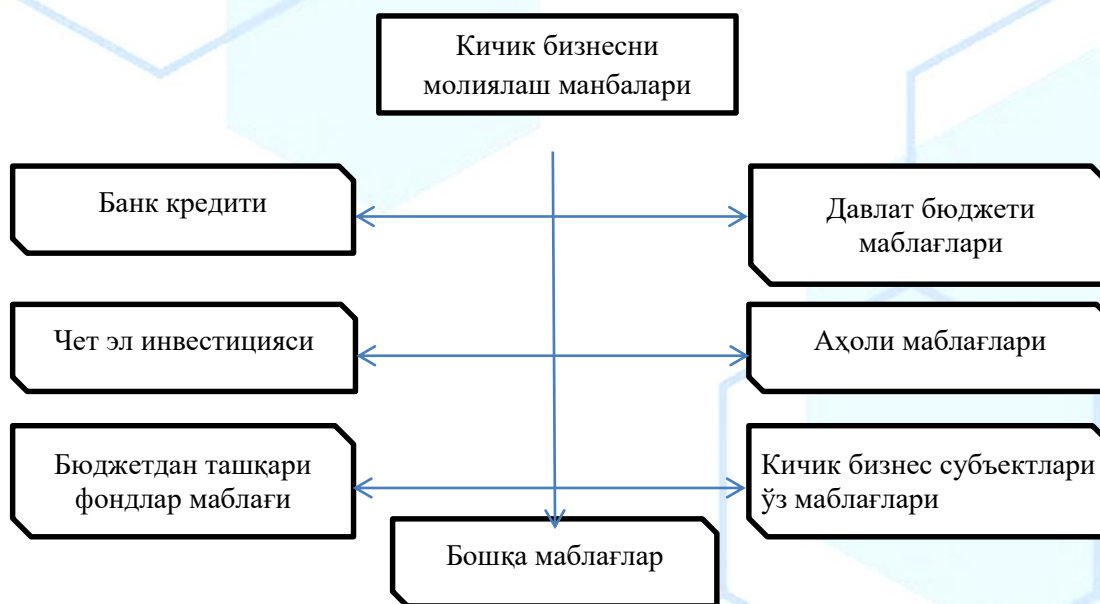 Кичик бизнесни
молиялаш манбалари
Банк кредити
Давлат бюджети
маблағлари
Чет эл инвестицияси
Аҳоли маблағлари
Бюджетдан ташқари
фондлар маблағи
Кичик бизнес субъектлари
ўз маблағлари
Бошқа маблағлар